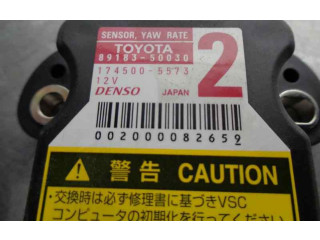 SENSOR, YAW RATE
TOYOTA
89183-50030
174500-5573
12V
DENSO JAPAN
2
0020000082652
警告 CAUTION
・交換時は必ず修理書に基づきVSC
コンピュータの初期化を行ってください